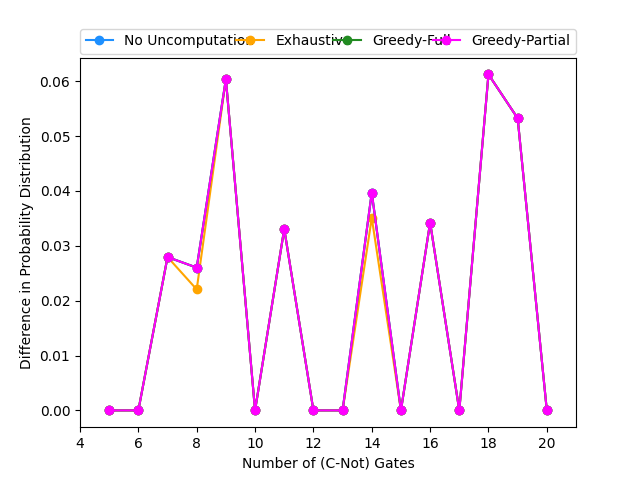 No Uncomputation Exhaustive Greedy-Full Greedy-Partial
0.06
0.05
0.04
0.03
0.02
0.01
0.00
Difference in Probability Distribution
4 6 8 10 12 14 16 18 20
Number of (C-Not) Gates